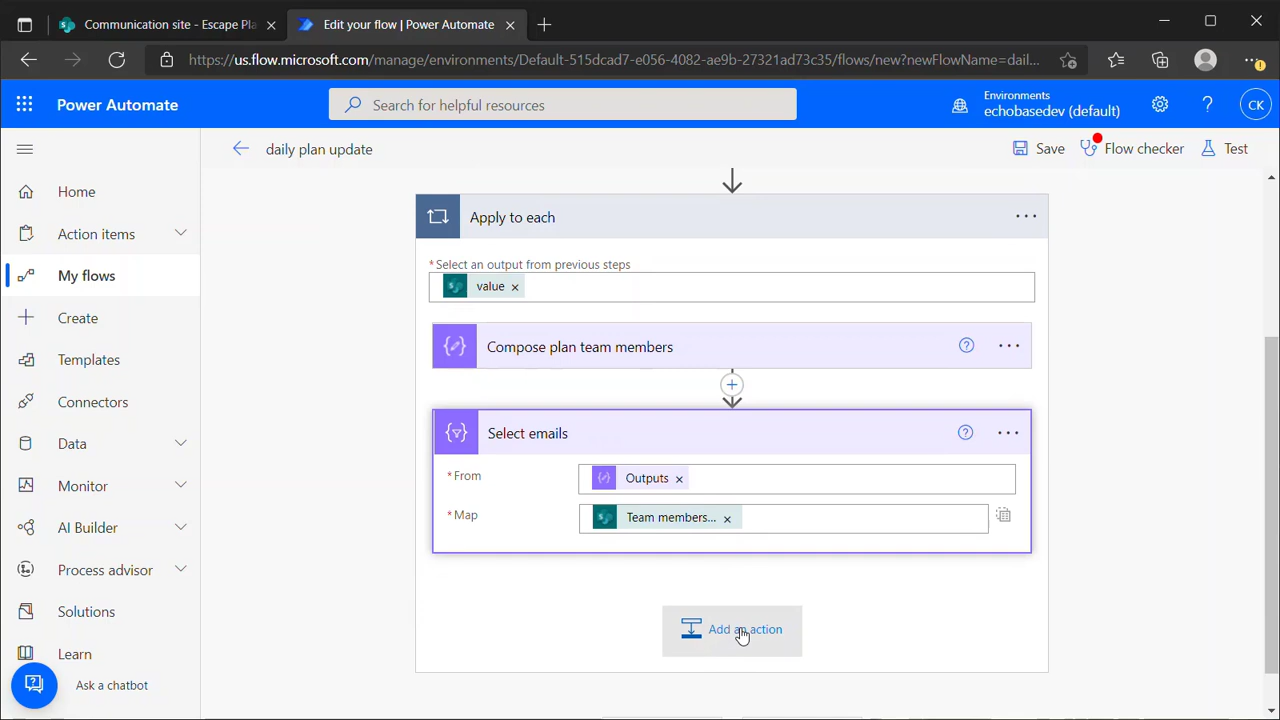 Communication site - Escape Pla
Edit your flow | Power Automate
https://us.flow.microsoft.com/manage/environments/Default-515dcad7-e056-4082-ae9b-27321ad73c35/flows/new?newFlowName=dail...
Power Automate
Search for helpful resources
Environments
echobasedev (default)
CK
daily plan update
Save
Flow checker
Test
Home
Action items
My flows
Create
Templates
Connectors
Data
Monitor
AI Builder
Process advisor
Solutions
Learn
Ask a chatbot
Apply to each
*Select an output from previous steps
value
Compose plan team members
Select emails
*From
Outputs
*Map
Team members...
Add an action